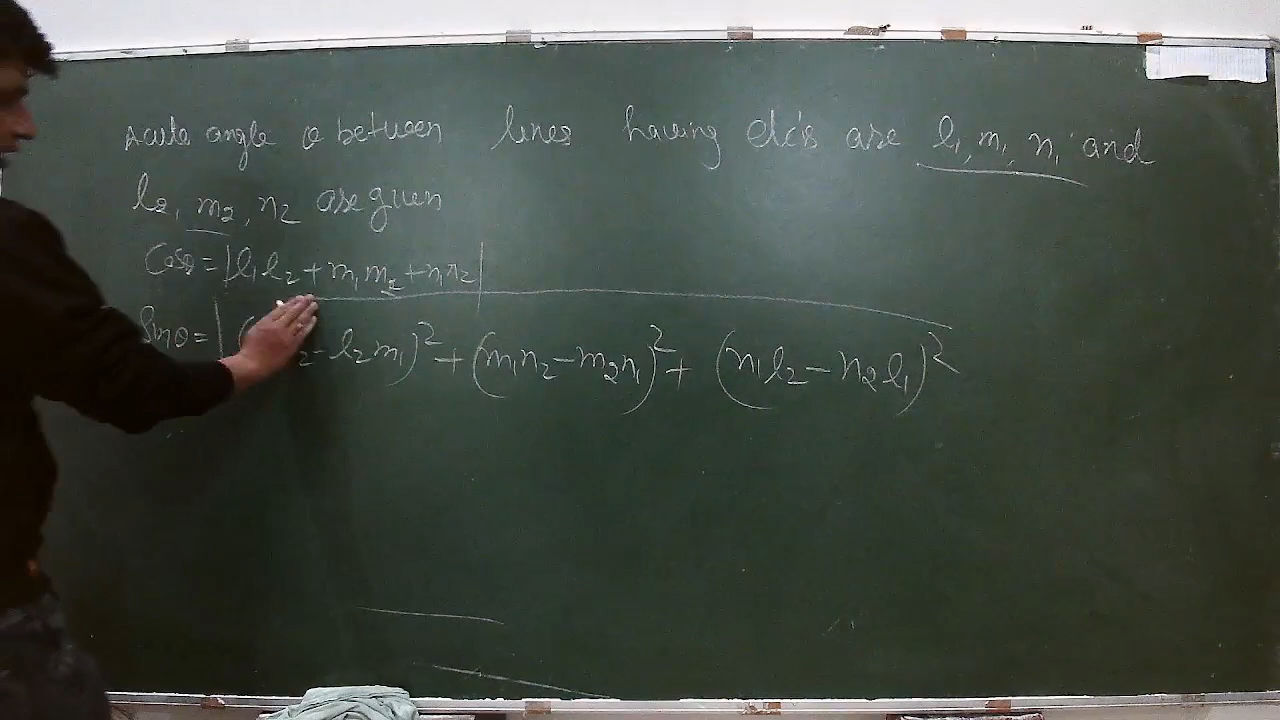 acute angle θ between lines having dc's are l₁, m₁, n₁ and
l₂, m₂, n₂ are given
Cosθ = |l₁l₂ + m₁m₂ + n₁n₂|
Sinθ = √( ₂ - l₂m₁)² + (m₁n₂ - m₂n₁)² + (n₁l₂ - n₂l₁)²